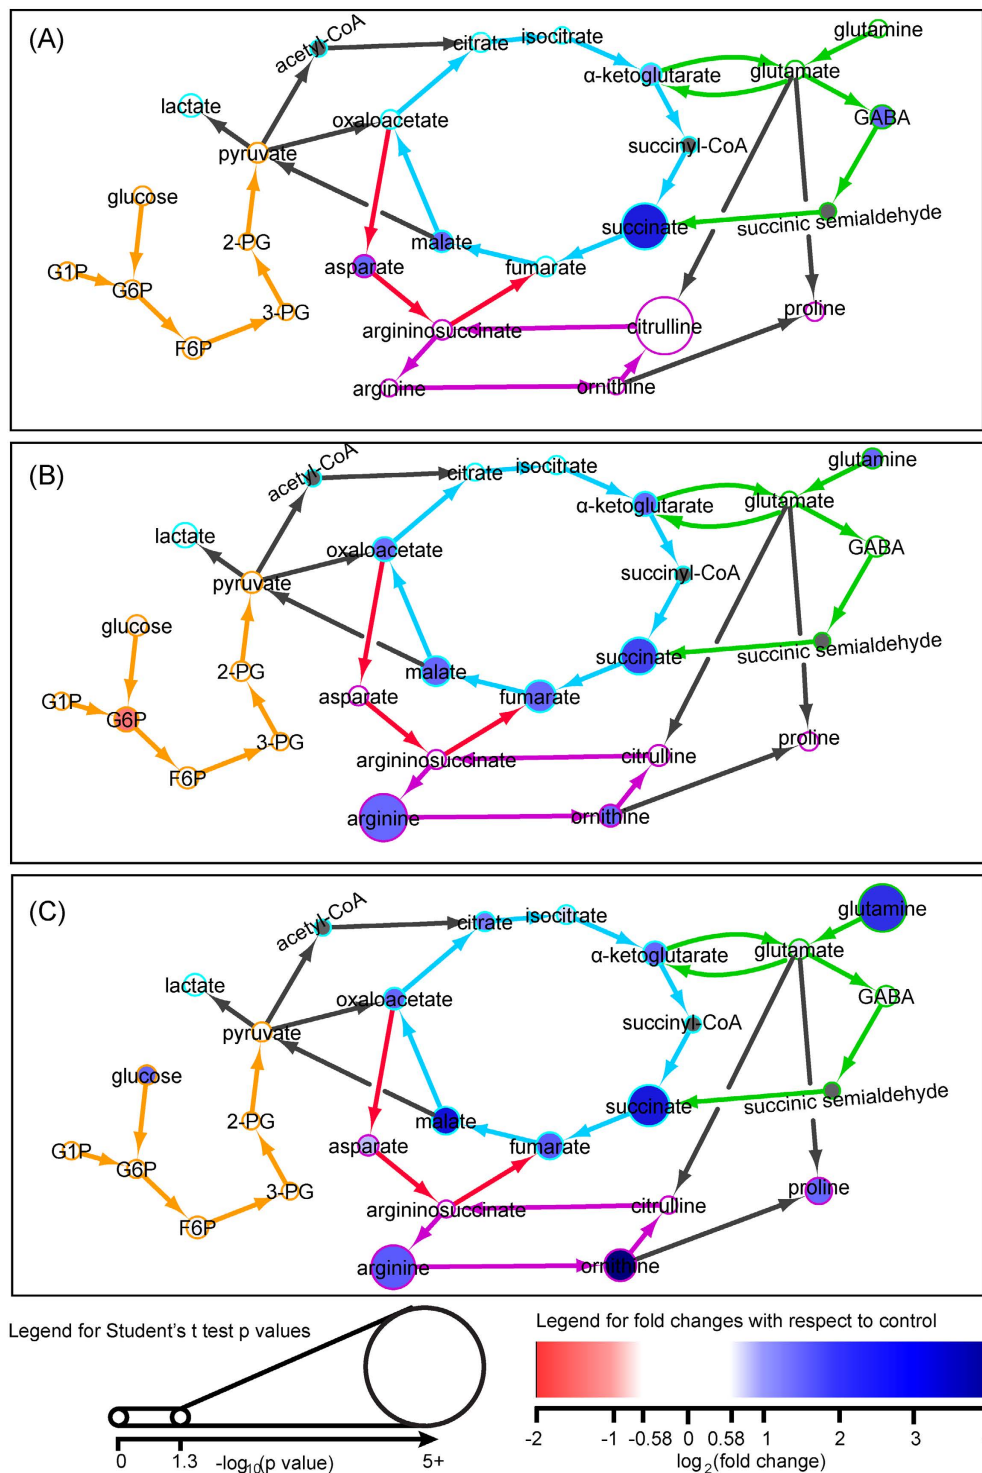 (A)
acetyl-CoA
citrate
isocitrate
glutamine
α-ketoglutarate
glutamate
lactate
oxaloacetate
GABA
pyruvate
succinyl-CoA
glucose
succinate
succinic semialdehyde
2-PG
malate
G1P
G6P
asparate
fumarate
3-PG
proline
argininosuccinate
citrulline
F6P
arginine
ornithine
(B)
acetyl-CoA
citrate
isocitrate
glutamine
α-ketoglutarate
glutamate
lactate
oxaloacetate
GABA
pyruvate
succinyl-CoA
glucose
succinate
succinic semialdehyde
2-PG
malate
G1P
G6P
asparate
fumarate
3-PG
proline
argininosuccinate
citrulline
F6P
arginine
ornithine
(C)
acetyl-CoA
citrate
isocitrate
glutamine
α-ketoglutarate
glutamate
lactate
oxaloacetate
GABA
pyruvate
succinyl-CoA
glucose
succinate
succinic semialdehyde
2-PG
malate
G1P
G6P
asparate
fumarate
3-PG
proline
argininosuccinate
citrulline
F6P
arginine
ornithine
Legend for Student's t test p values
0
1.3
-log10(p value)
5+
Legend for fold changes with respect to control
-2 -1 -0.58 0 0.58 1 2 3
log2(fold change)